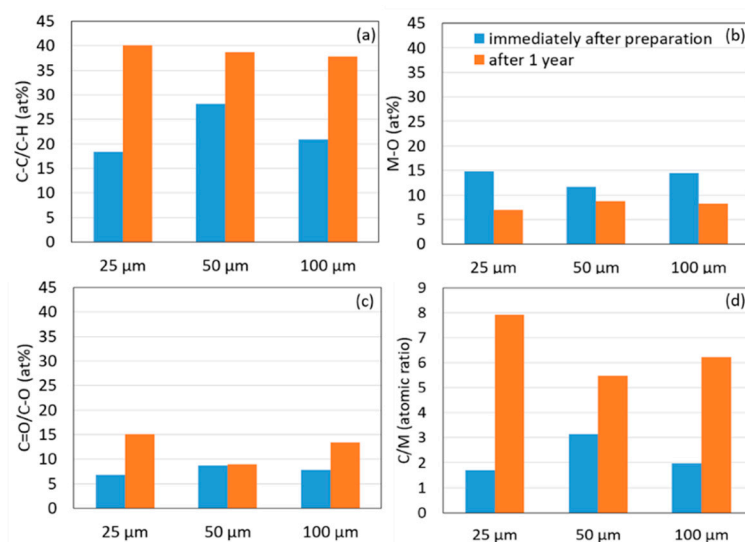 (a)
C-C/C-H (at%)
45
40
35
30
25
20
15
10
5
0
25 µm 50 µm 100 µm
(b)
immediately after preparation
after 1 year
M-O (at%)
45
40
35
30
25
20
15
10
5
0
25 µm 50 µm 100 µm
(c)
C=O/C-O (at%)
45
40
35
30
25
20
15
10
5
0
25 µm 50 µm 100 µm
(d)
C/M (atomic ratio)
9
8
7
6
5
4
3
2
1
0
25 µm 50 µm 100 µm